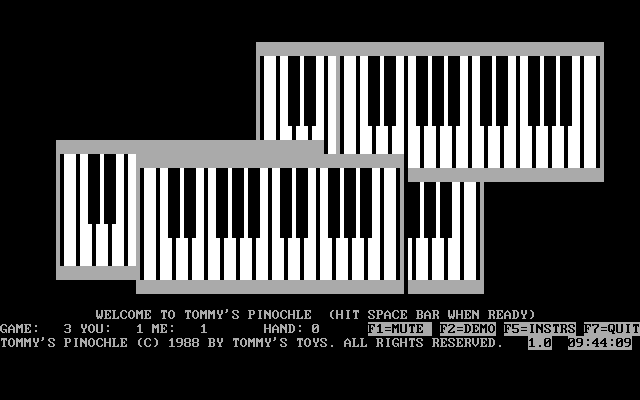 WELCOME TO TOMMY'S PINOCHLE  (HIT SPACE BAR WHEN READY)
GAME:   3 YOU:   1 ME:   1       HAND: 0      F1=MUTE  F2=DEMO F5=INSTRS F7=QUIT
TOMMY'S PINOCHLE (C) 1988 BY TOMMY'S TOYS. ALL RIGHTS RESERVED.   1.0  09:44:09